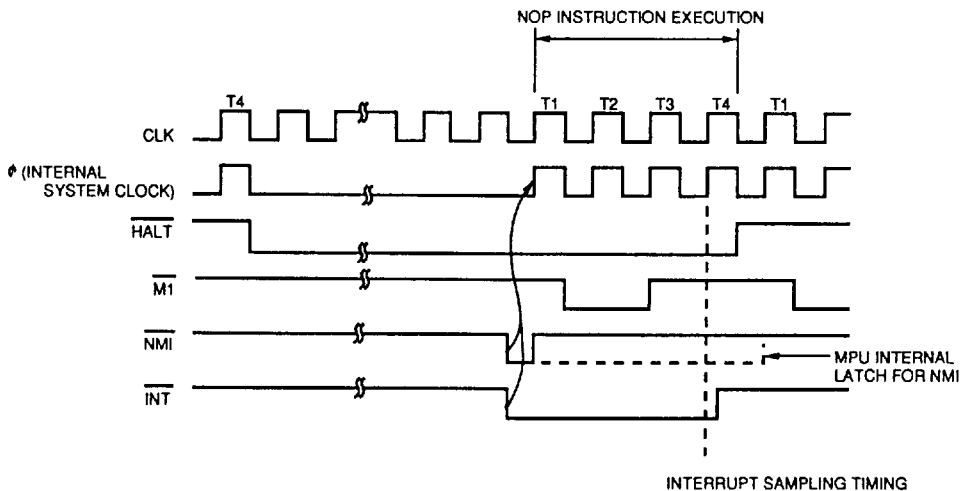 NOP INSTRUCTION EXECUTION
T4 T1 T2 T3 T4 T1
CLK
ϕ (INTERNAL
SYSTEM CLOCK)
HALT
M1
NMI
MPU INTERNAL
LATCH FOR NMI
INT
INTERRUPT SAMPLING TIMING